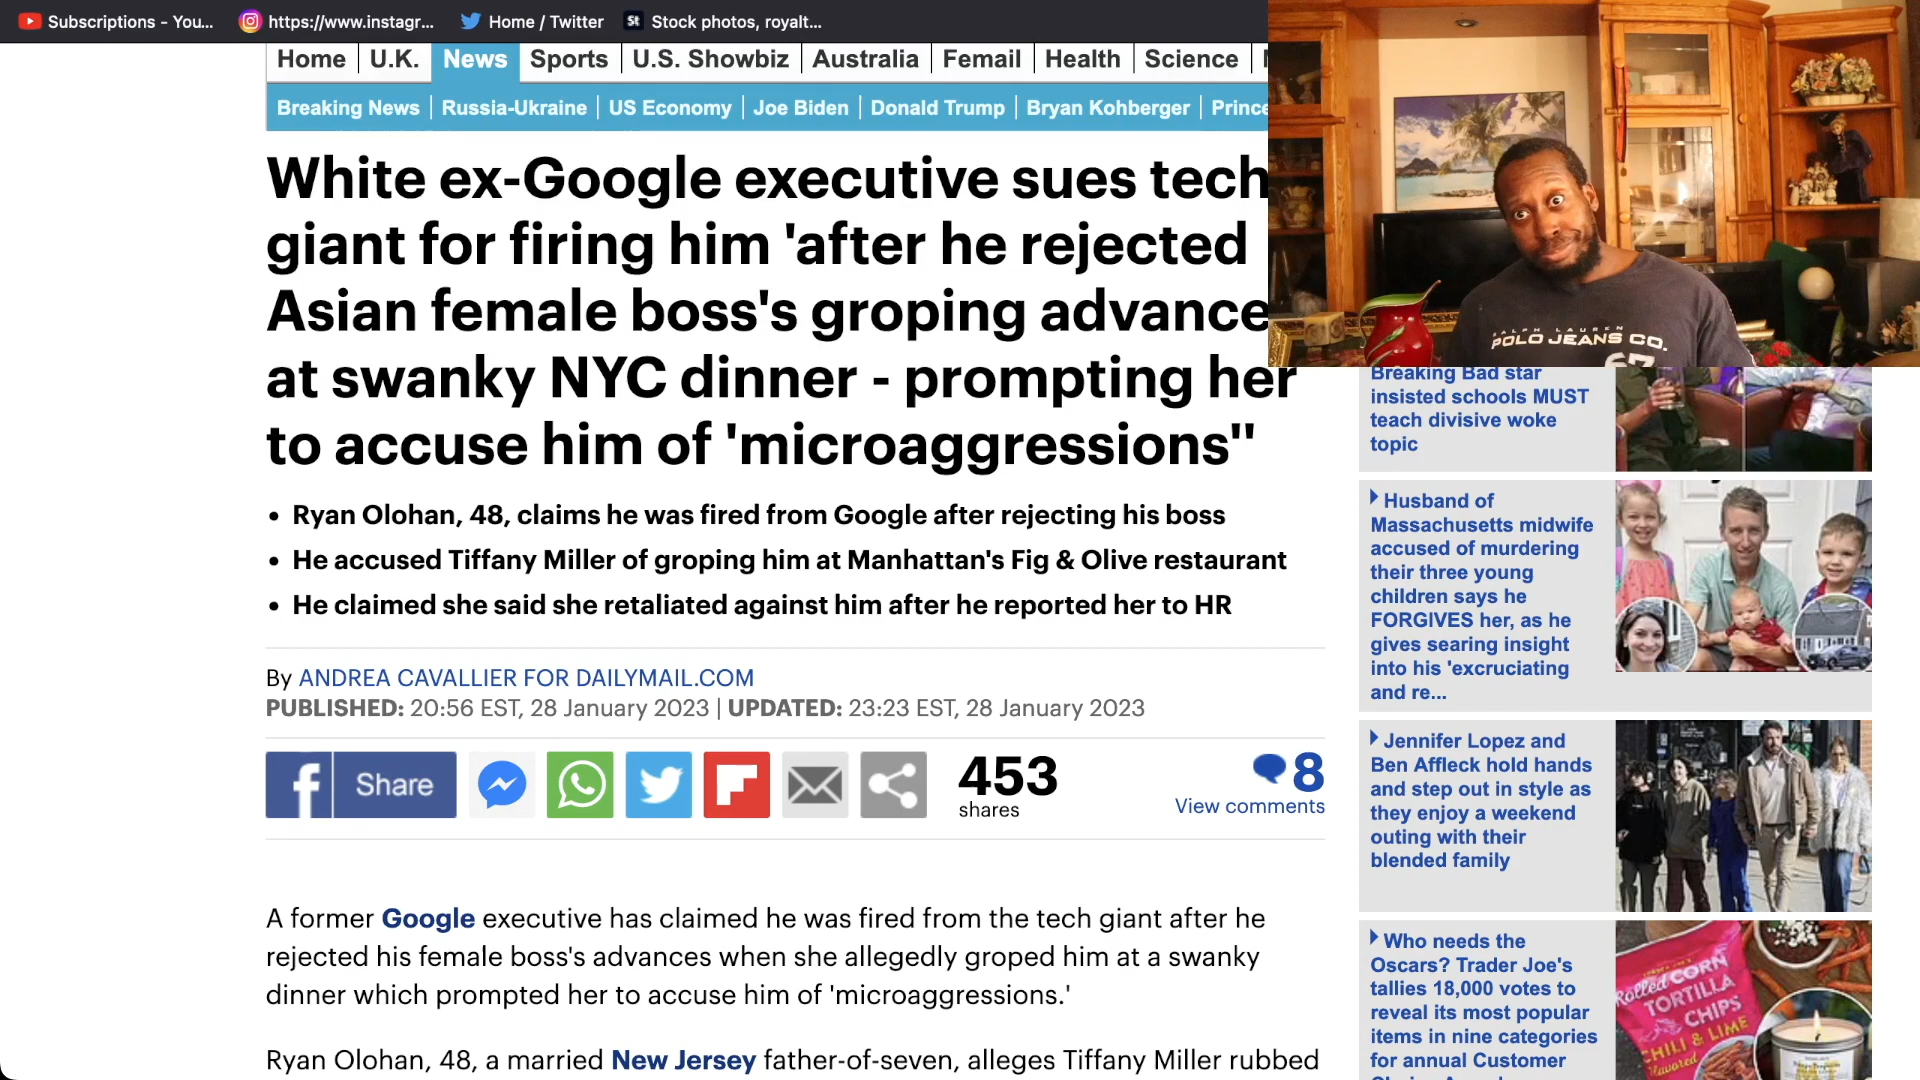 Subscriptions - You...
https://www.instagr...
Home / Twitter
St
Stock photos, royalt...
Home
U.K.
News
Sports
U.S. Showbiz
Australia
Femail
Health
Science
Breaking News
Russia-Ukraine
US Economy
Joe Biden
Donald Trump
Bryan Kohberger
Prince
White ex-Google executive sues tech
giant for firing him 'after he rejected
Asian female boss's groping advance
at swanky NYC dinner - prompting her
to accuse him of 'microaggressions''
• Ryan Olohan, 48, claims he was fired from Google after rejecting his boss
• He accused Tiffany Miller of groping him at Manhattan's Fig & Olive restaurant
• He claimed she said she retaliated against him after he reported her to HR
By ANDREA CAVALLIER FOR DAILYMAIL.COM
PUBLISHED: 20:56 EST, 28 January 2023 | UPDATED: 23:23 EST, 28 January 2023
Share
453
shares
8
View comments
A former Google executive has claimed he was fired from the tech giant after he
rejected his female boss's advances when she allegedly groped him at a swanky
dinner which prompted her to accuse him of 'microaggressions.'
Ryan Olohan, 48, a married New Jersey father-of-seven, alleges Tiffany Miller rubbed
RALPH LAUREN
POLO JEANS CO.
67
Breaking Bad star
insisted schools MUST
teach divisive woke
topic
Husband of
Massachusetts midwife
accused of murdering
their three young
children says he
FORGIVES her, as he
gives searing insight
into his 'excruciating
and re...
Jennifer Lopez and
Ben Affleck hold hands
and step out in style as
they enjoy a weekend
outing with their
blended family
Who needs the
Oscars? Trader Joe's
tallies 18,000 votes to
reveal its most popular
items in nine categories
for annual Customer
Rolled CORN
TORTILLA
CHIPS
CHILI & LIME
Flavored